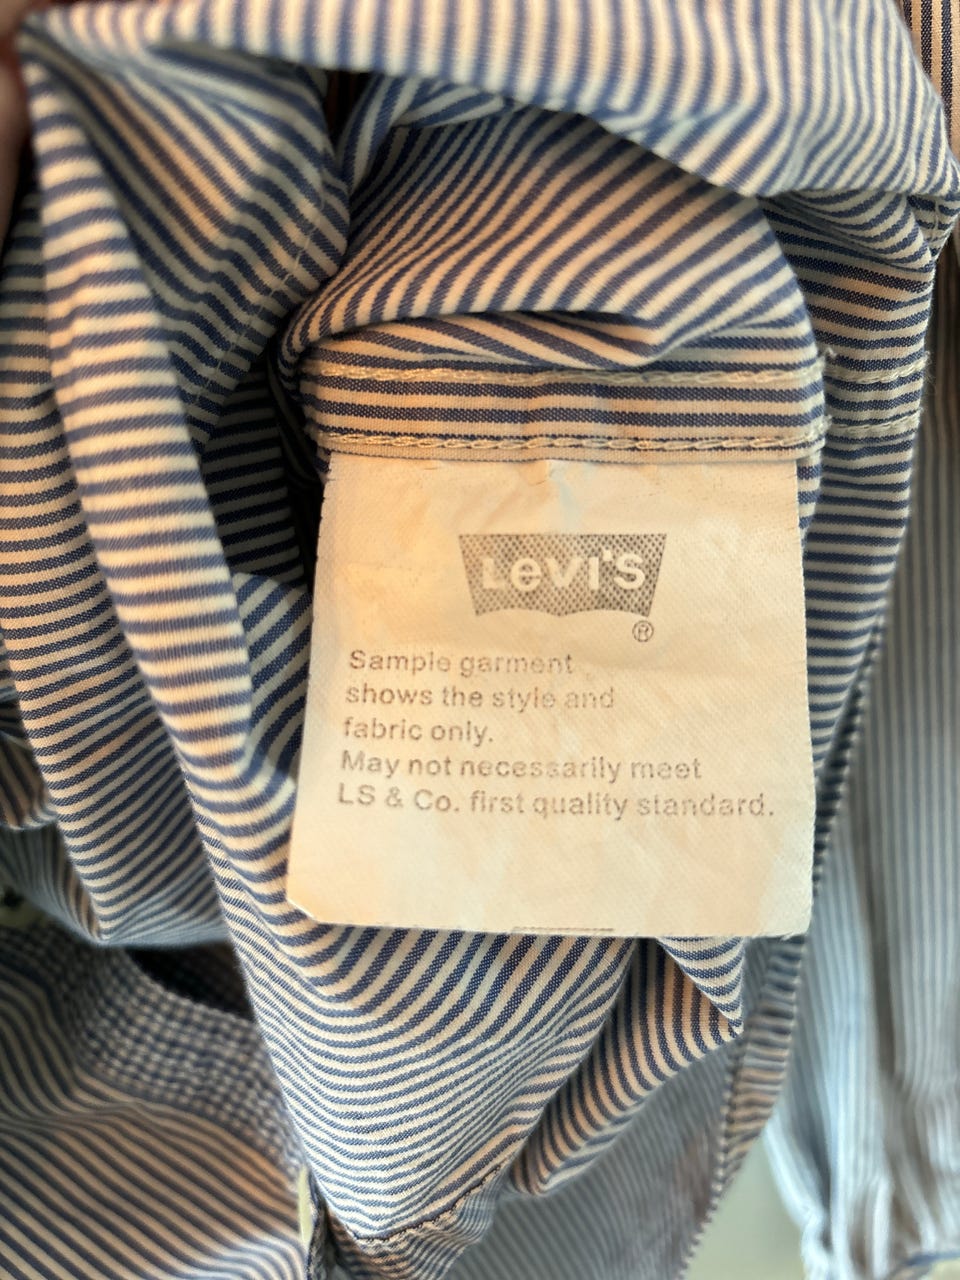 LEVI'S
®
Sample garment
shows the style and
fabric only.
May not necessarily meet
LS & Co. first quality standard.